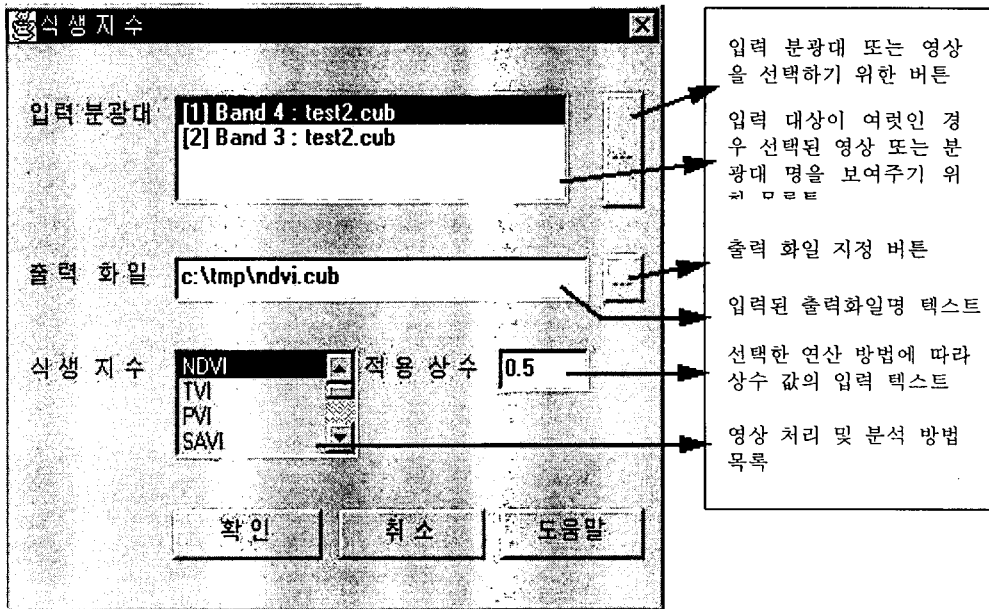 식생지수
입력 분광대
[1] Band 4 : test2.cub
[2] Band 3 : test2.cub
...
출력 화일
c:\tmp\ndvi.cub
...
식생 지수
NDVI
TVI
PVI
SAVI
적용 상수
0.5
확인
취소
도움말
입력 분광대 또는 영상
을 선택하기 위한 버튼
입력 대상이 여럿인 경
우 선택된 영상 또는 분
광대 명을 보여주기 위
출력 화일 지정 버튼
입력된 출력화일명 텍스트
선택한 연산 방법에 따라
상수 값의 입력 텍스트
영상 처리 및 분석 방법
목록